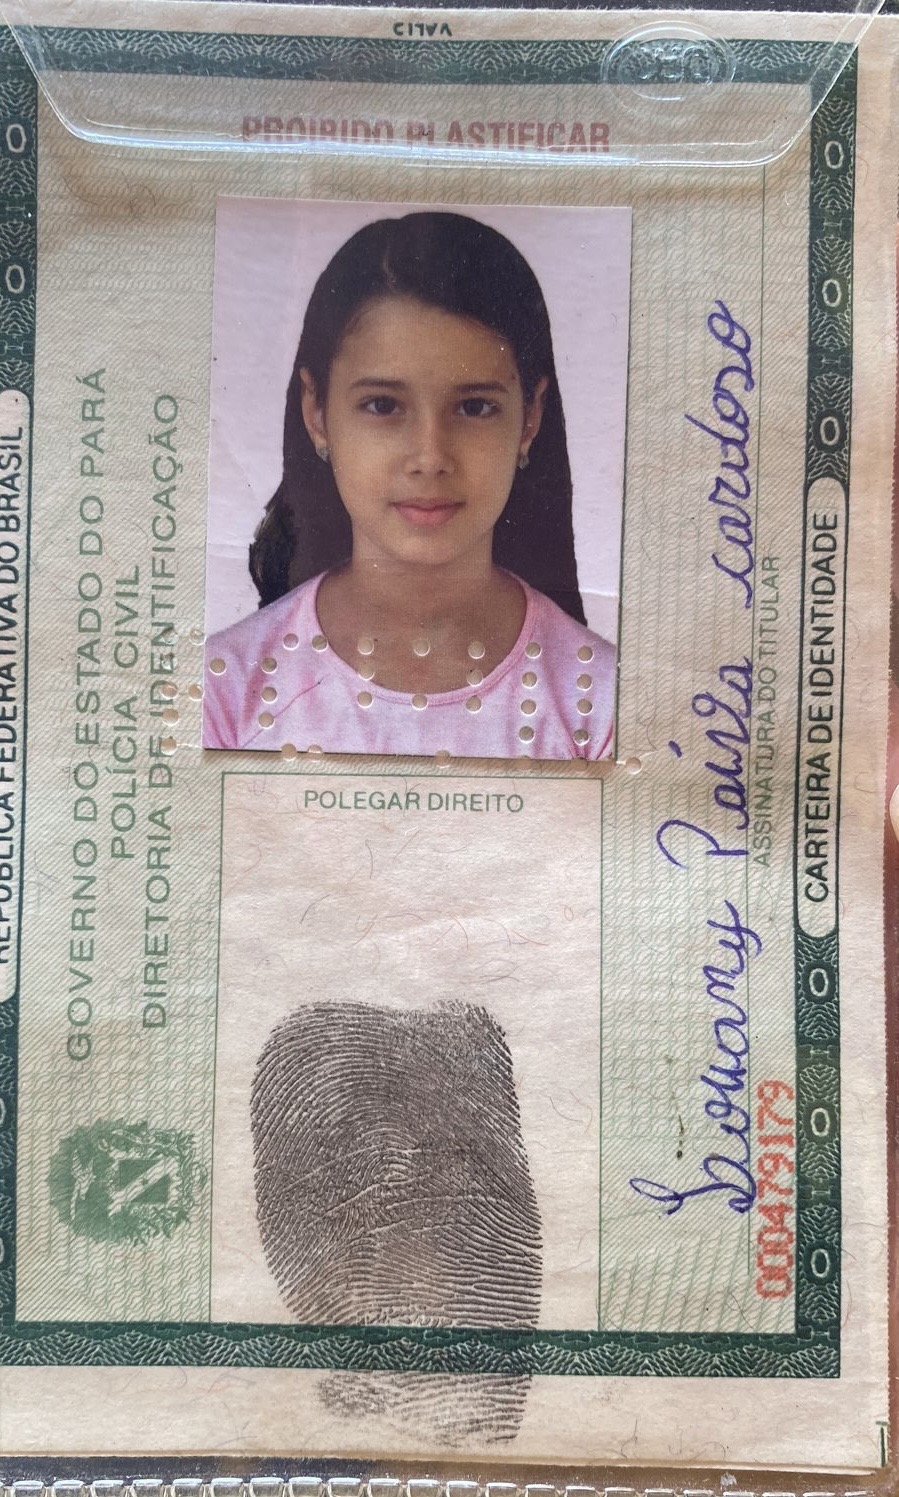 VALID
PROIBIDO PLASTIFICAR
REPÚBLICA FEDERATIVA DO BRASIL
GOVERNO DO ESTADO DO PARÁ
POLÍCIA CIVIL
DIRETORIA DE IDENTIFICAÇÃO
POLEGAR DIREITO
Paiva cardoso
ASSINATURA DO TITULAR
CARTEIRA DE IDENTIDADE
000479179